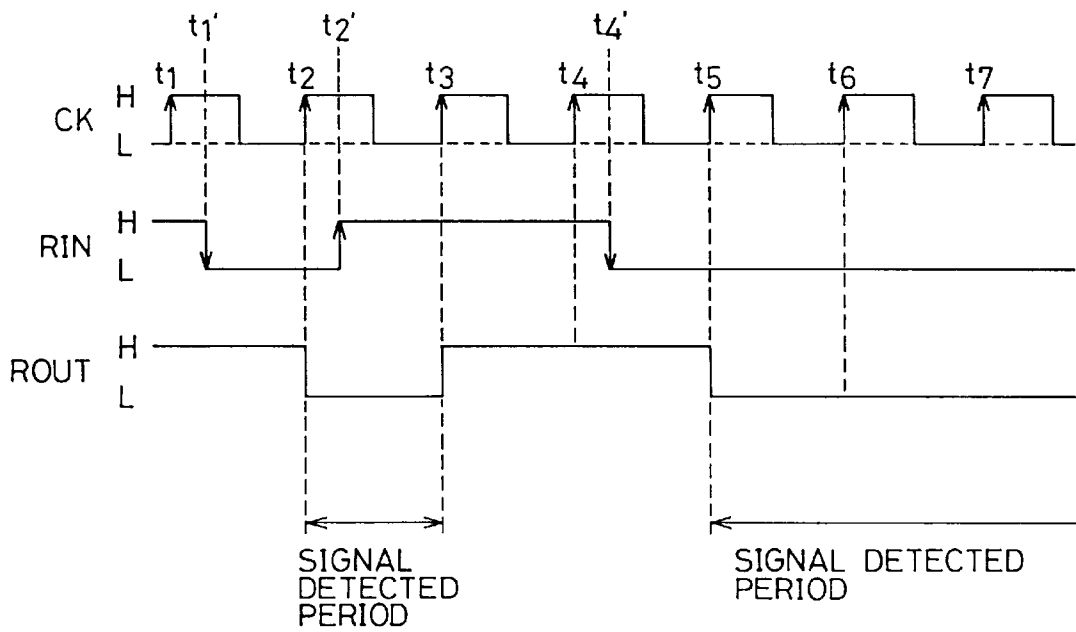 t1' t2' t4'
t1 t2 t3 t4 t5 t6 t7
H
CK
L
H
RIN
L
H
ROUT
L
SIGNAL
DETECTED
PERIOD
SIGNAL DETECTED
PERIOD